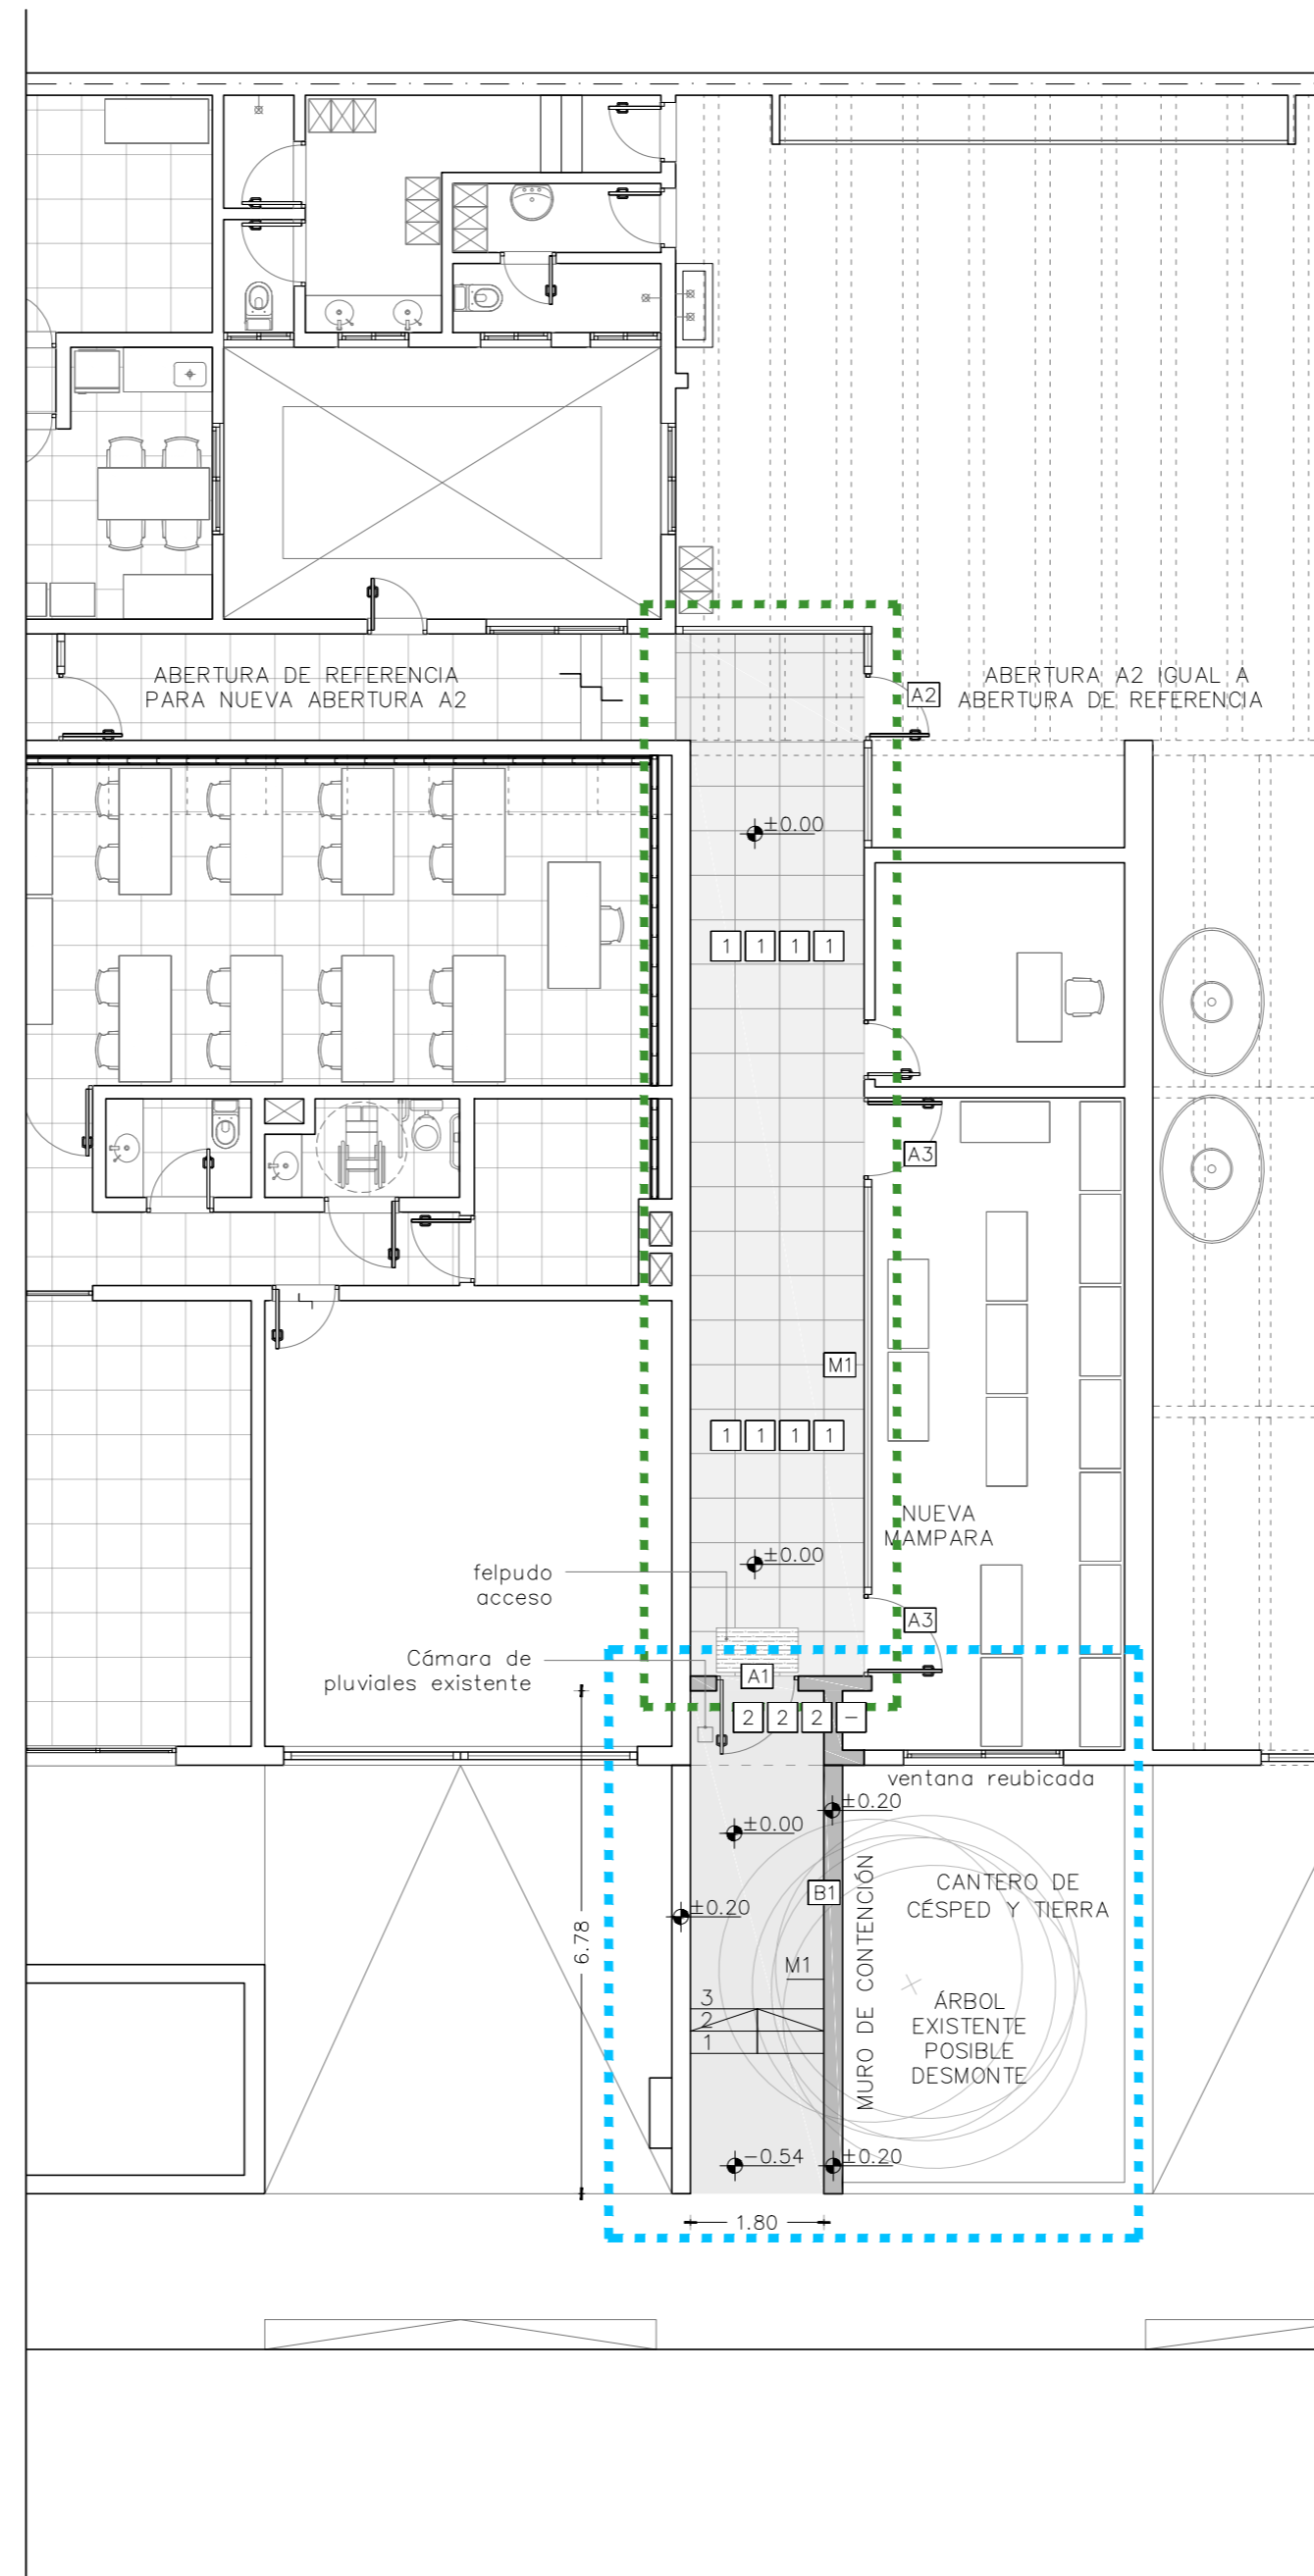 ABERTURA DE REFERENCIA
PARA NUEVA ABERTURA A2
A2
ABERTURA A2 IGUAL A
ABERTURA DE REFERENCIA
±0.00
1 1 1 1
A3
M1
1 1 1 1
NUEVA
MAMPARA
±0.00
felpudo
acceso
A3
Cámara de
pluviales existente
A1
2 2 2 -
ventana reubicada
±0.20
±0.00
CANTERO DE
CÉSPED Y TIERRA
B1
±0.20
6.78
MURO DE CONTENCIÓN
M1
3
2
1
ÁRBOL
EXISTENTE
POSIBLE
DESMONTE
-0.54
±0.20
1.80